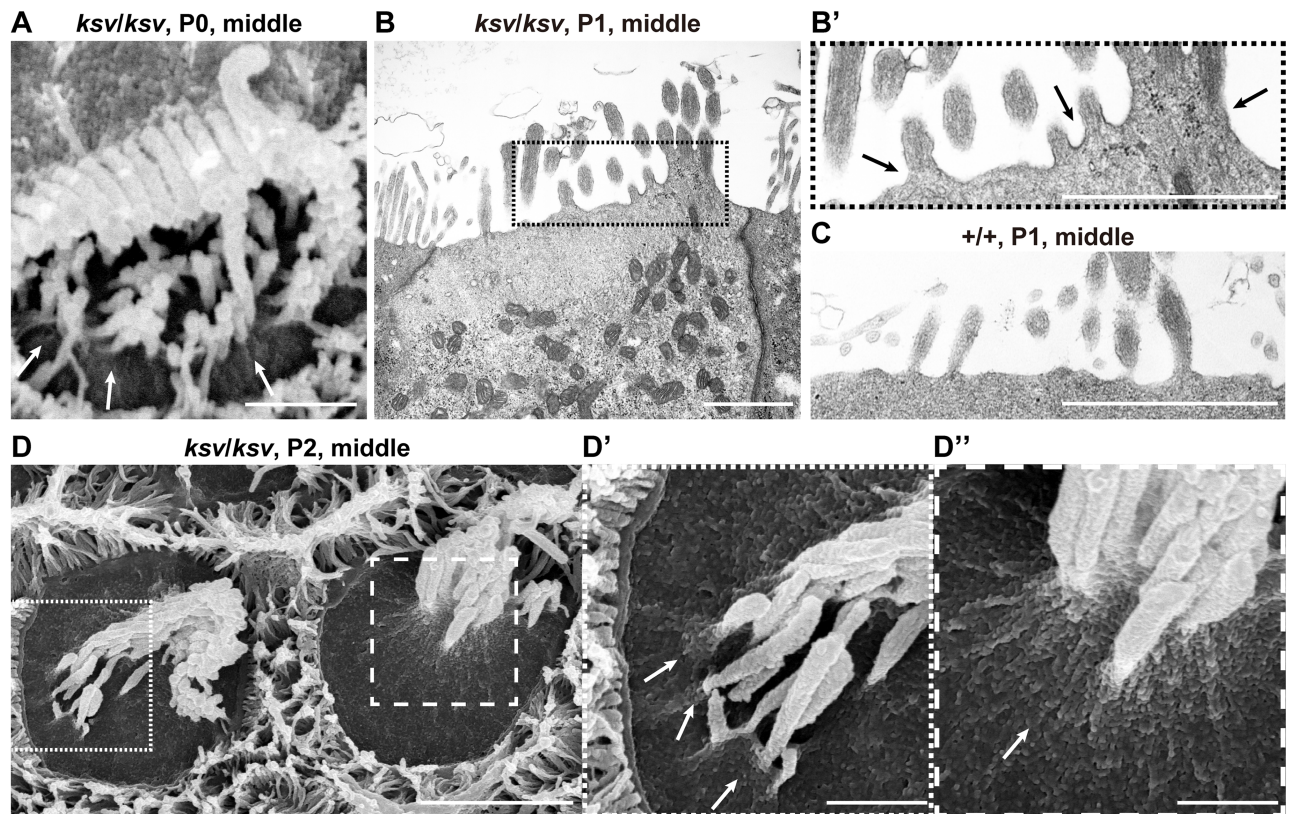 A ksv/ksv, P0, middle
B ksv/ksv, P1, middle
B’
C +/+, P1, middle
D ksv/ksv, P2, middle
D’
D’’